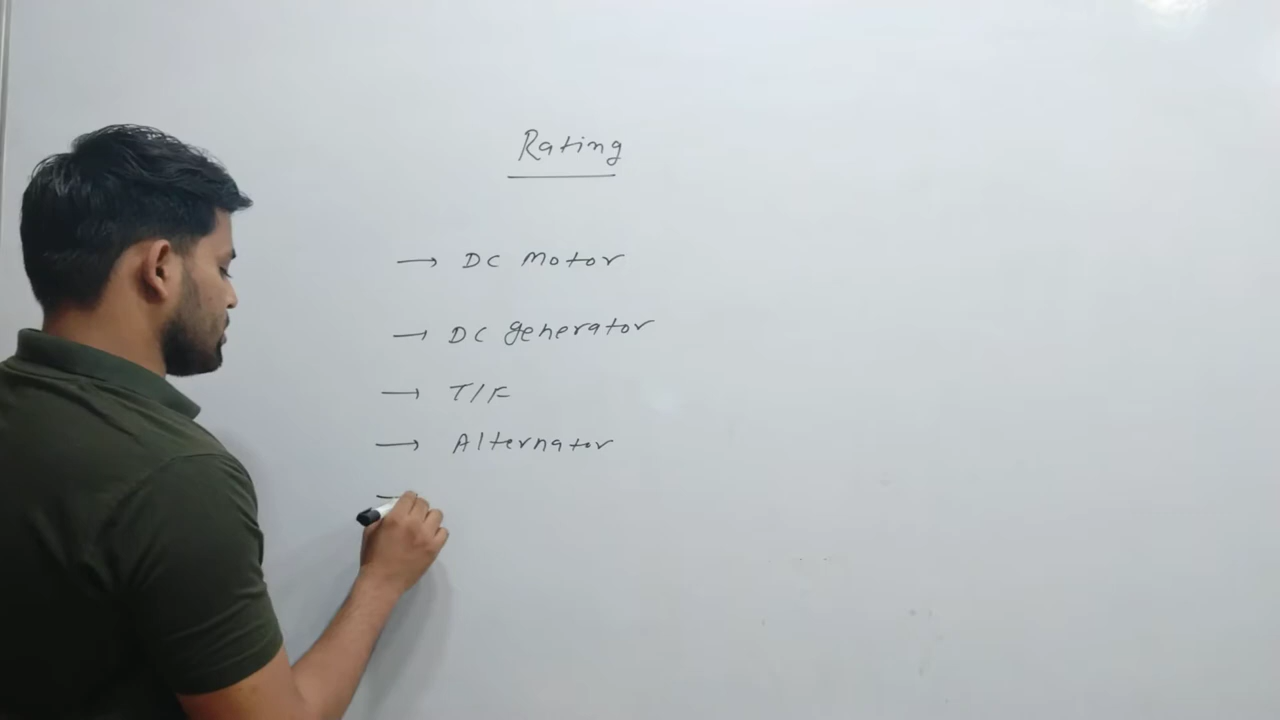 Rating
→ DC Motor
→ DC generator
→ T/F
→ Alternator